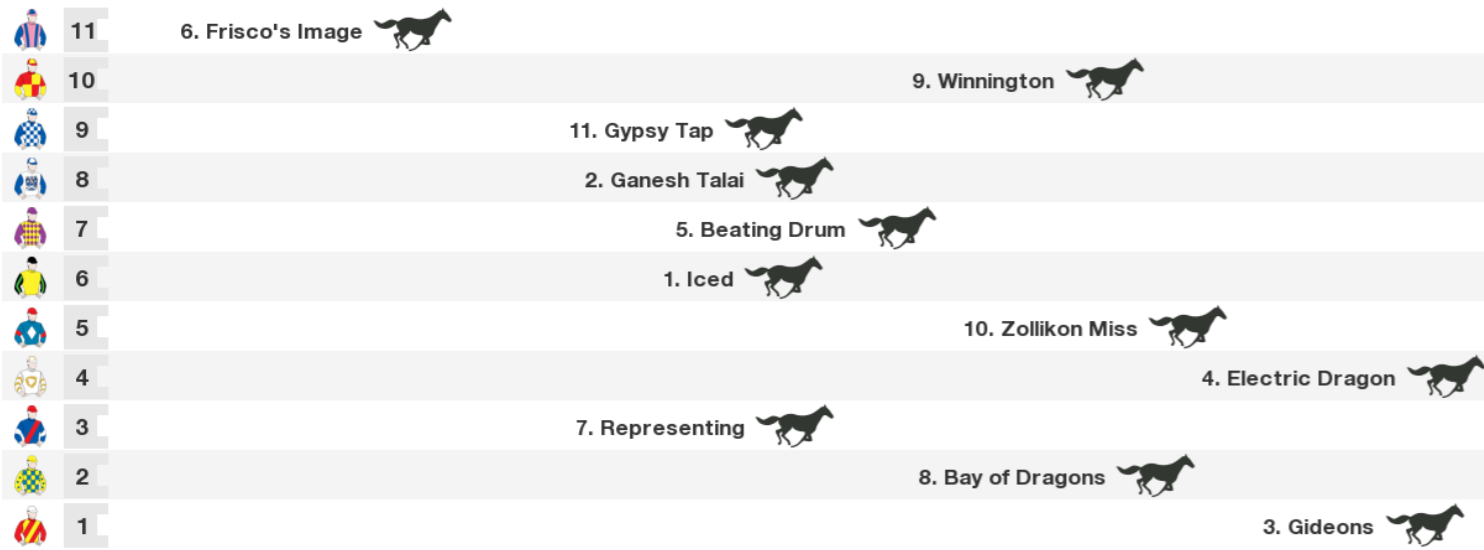 11 6. Frisco's Image
10 9. Winnington
9 11. Gypsy Tap
8 2. Ganesh Talai
7 5. Beating Drum
6 1. Iced
5 10. Zollikon Miss
4 4. Electric Dragon
3 7. Representing
2 8. Bay of Dragons
1 3. Gideons